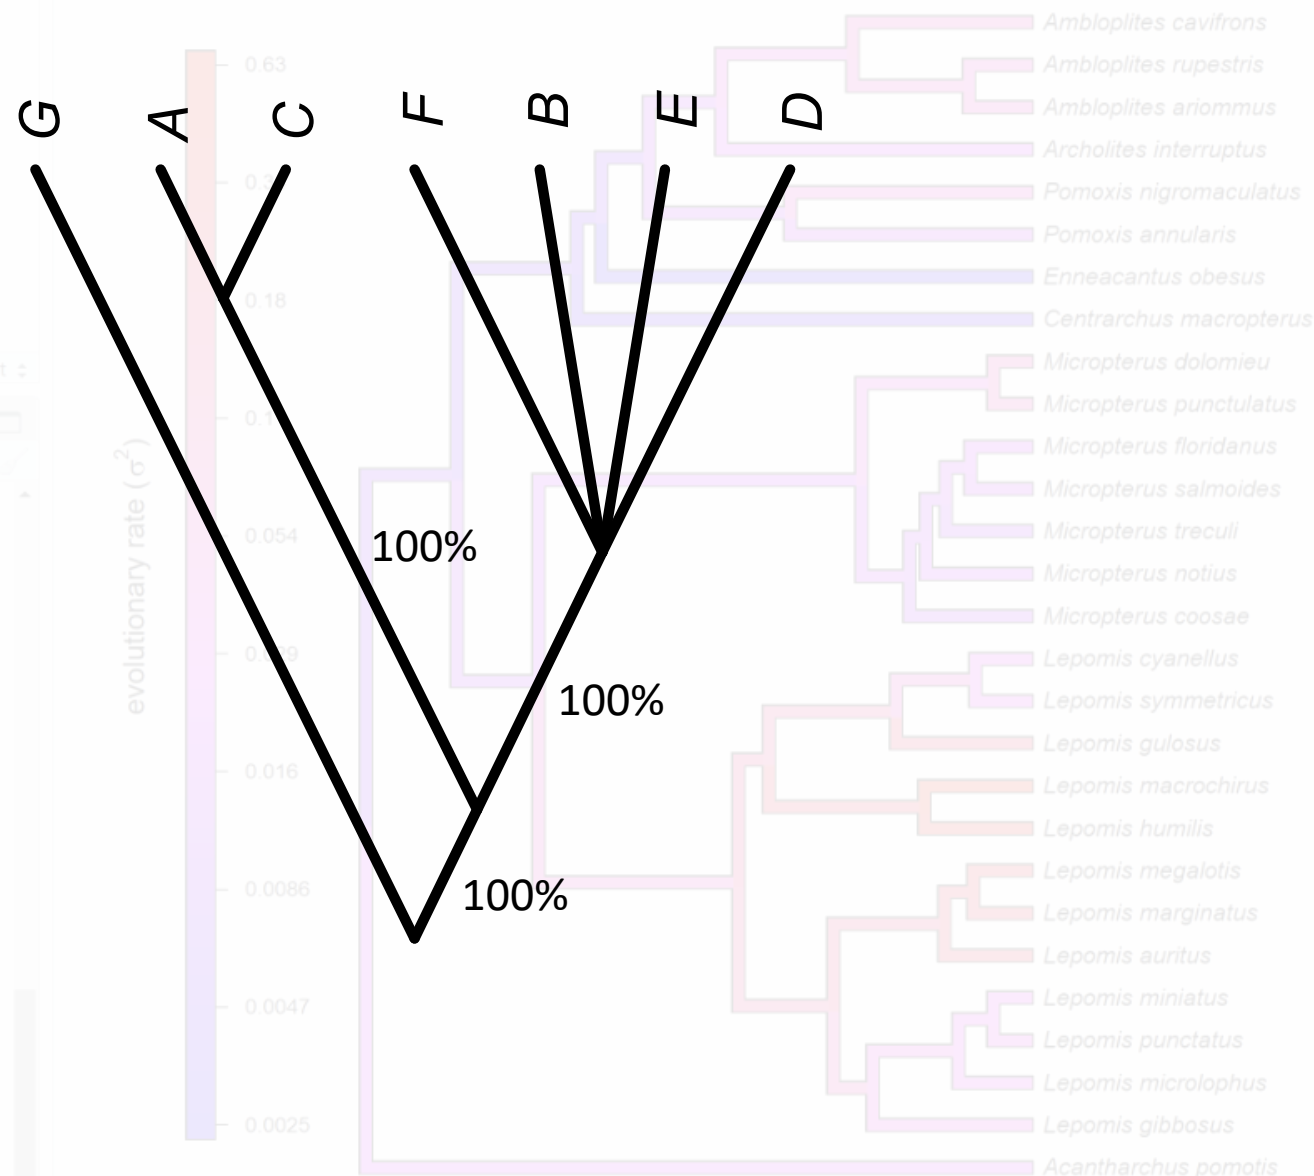 G A C F B E D
100%
100%
100%
evolutionary rate (σ²)
0.63
0.18
0.054
0.016
0.0086
0.0047
0.0025
Ambloplites cavifrons
Ambloplites rupestris
Ambloplites ariommus
Archolites interruptus
Pomoxis nigromaculatus
Pomoxis annularis
Enneacantus obesus
Centrarchus macropterus
Micropterus dolomieu
Micropterus punctulatus
Micropterus floridanus
Micropterus salmoides
Micropterus treculi
Micropterus notius
Micropterus coosae
Lepomis cyanellus
Lepomis symmetricus
Lepomis gulosus
Lepomis macrochirus
Lepomis humilis
Lepomis megalotis
Lepomis marginatus
Lepomis auritus
Lepomis miniatus
Lepomis punctatus
Lepomis microlophus
Lepomis gibbosus
Acantharchus pomotis